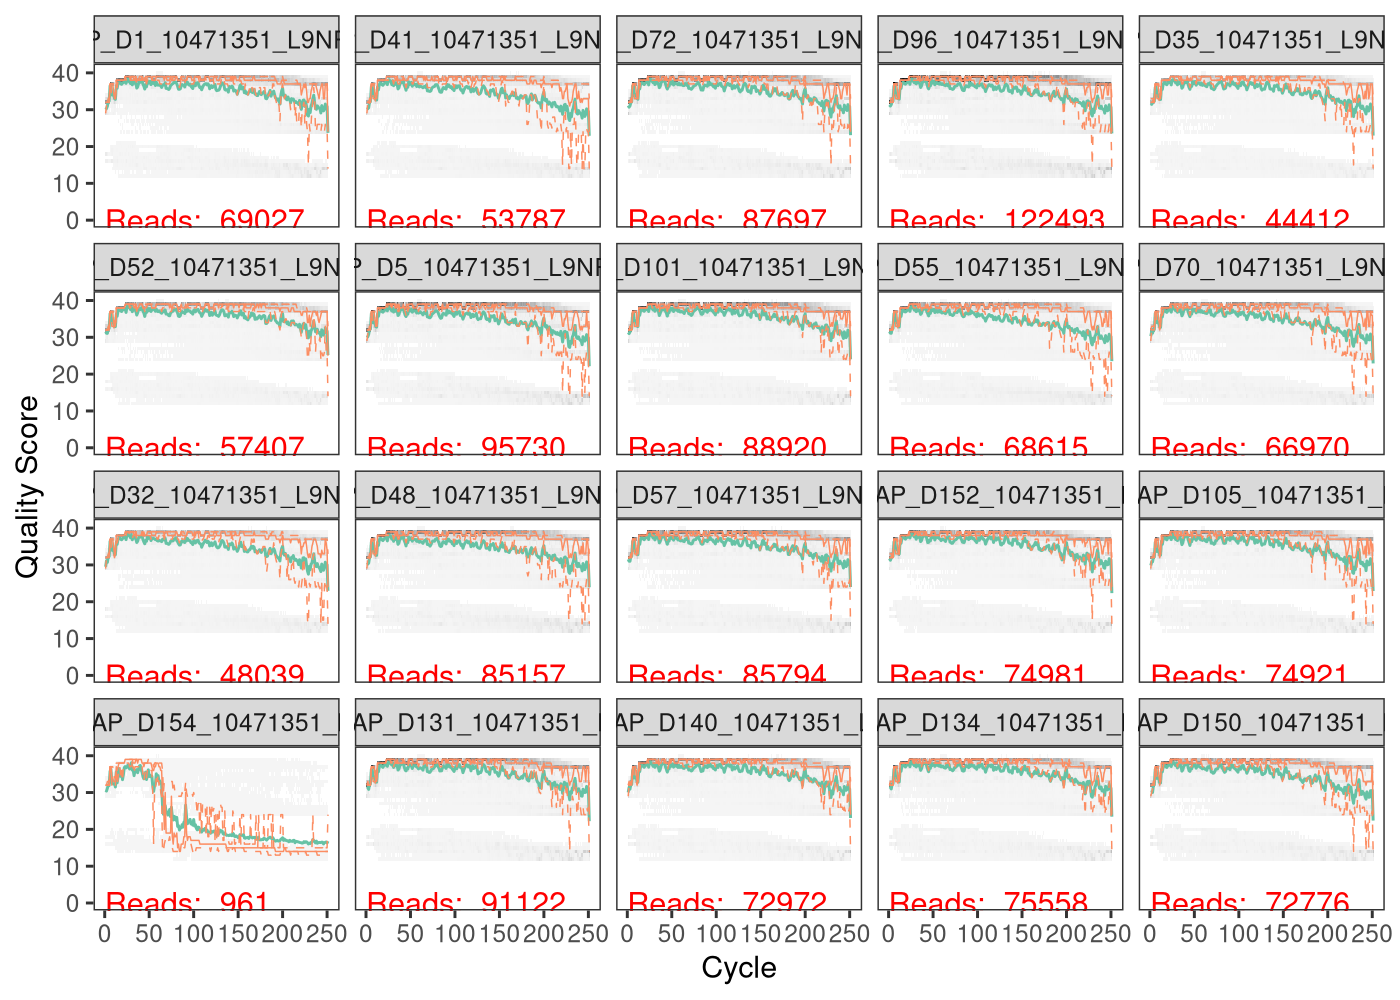 P_D1_10471351_L9NF
_D41_10471351_L9N
_D72_10471351_L9N
_D96_10471351_L9N
_D35_10471351_L9N
40
30
20
10
0
Reads: 69027
Reads: 53787
Reads: 87697
Reads: 122493
Reads: 44412
_D52_10471351_L9N
P_D5_10471351_L9NF
_D101_10471351_L9N
_D55_10471351_L9N
_D70_10471351_L9N
40
30
20
10
0
Reads: 57407
Reads: 95730
Reads: 88920
Reads: 68615
Reads: 66970
Quality Score
_D32_10471351_L9N
_D48_10471351_L9N
_D57_10471351_L9N
AP_D152_10471351_
AP_D105_10471351_
40
30
20
10
0
Reads: 48039
Reads: 85157
Reads: 85794
Reads: 74981
Reads: 74921
AP_D154_10471351_
AP_D131_10471351_
AP_D140_10471351_
AP_D134_10471351_
AP_D150_10471351_
40
30
20
10
0
Reads: 961
Reads: 91122
Reads: 72972
Reads: 75558
Reads: 72776
0 50 100 150 200 250
0 50 100 150 200 250
0 50 100 150 200 250
0 50 100 150 200 250
0 50 100 150 200 250
Cycle